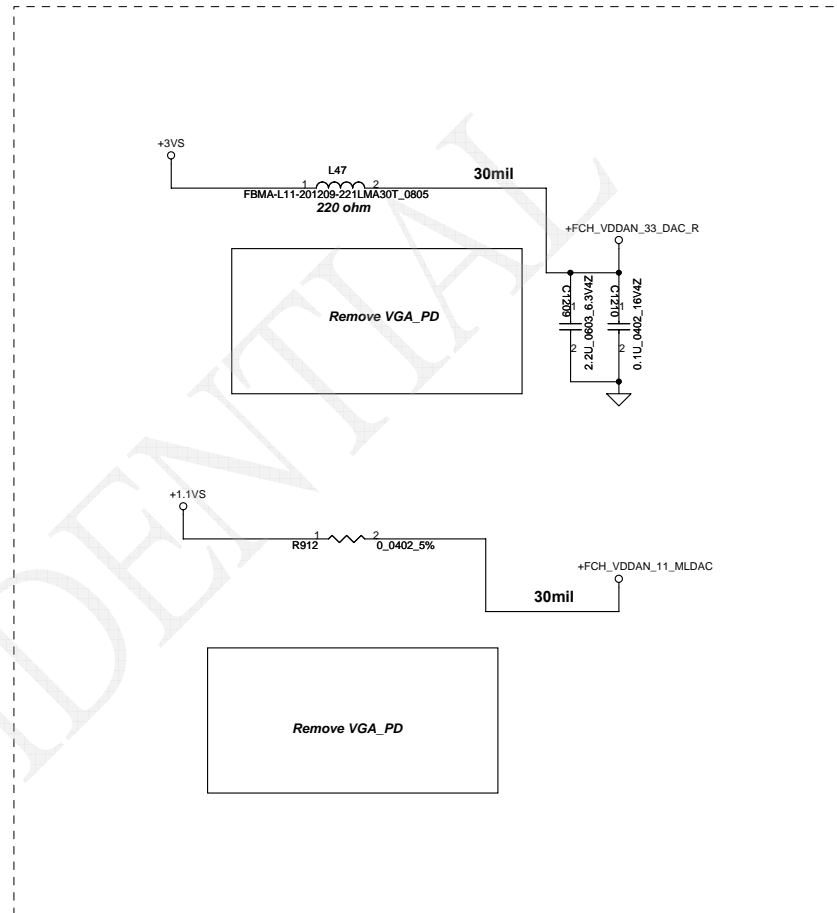 +3VS
L47
1 2
FBMA-L11-201209-221LMA30T_0805
220 ohm
30mil
+FCH_VDDAN_33_DAC_R
Remove VGA_PD
C1209
1
2
2.2U_0603_6.3V4Z
C1210
1
2
0.1U_0402_16V4Z
+1.1VS
1 2
R912
0_0402_5%
+FCH_VDDAN_11_MLDAC
30mil
Remove VGA_PD
DENTIAL